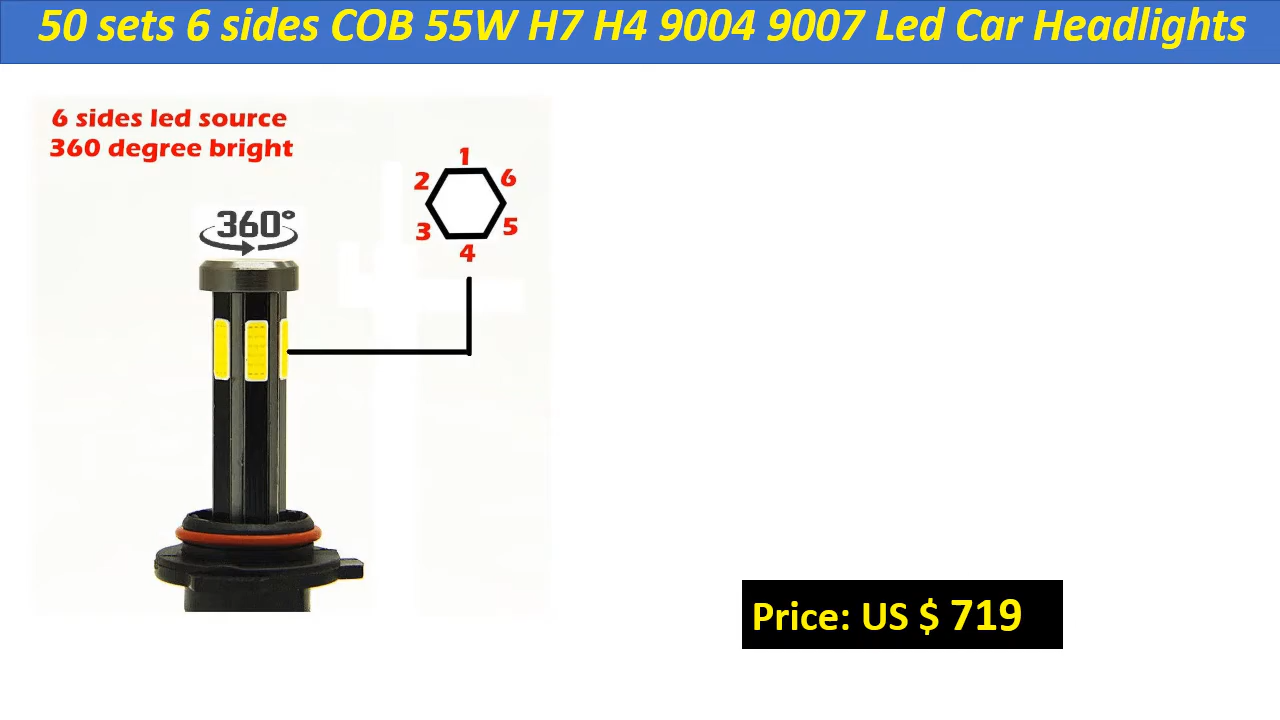 50 sets 6 sides COB 55W H7 H4 9004 9007 Led Car Headlights
6 sides led source
360 degree bright
1
2
6
3
5
4
360°
Price: US $ 719